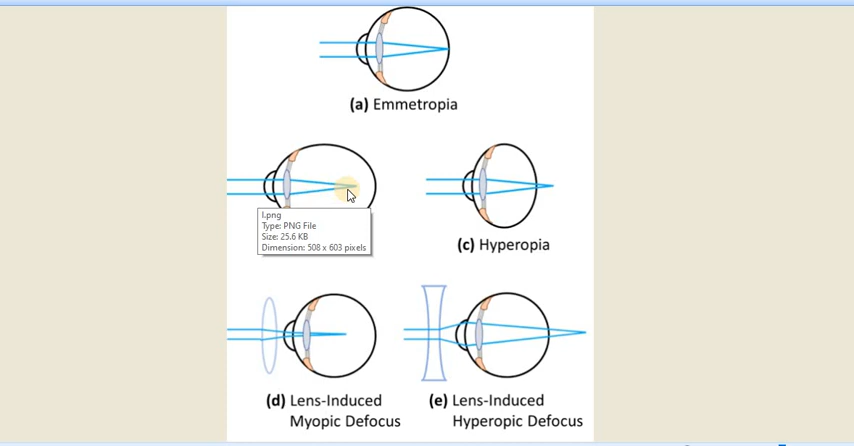 (a) Emmetropia
l.png
Type: PNG File
Size: 25.6 KB
Dimension: 508 x 603 pixels
(c) Hyperopia
(d) Lens-Induced
Myopic Defocus
(e) Lens-Induced
Hyperopic Defocus